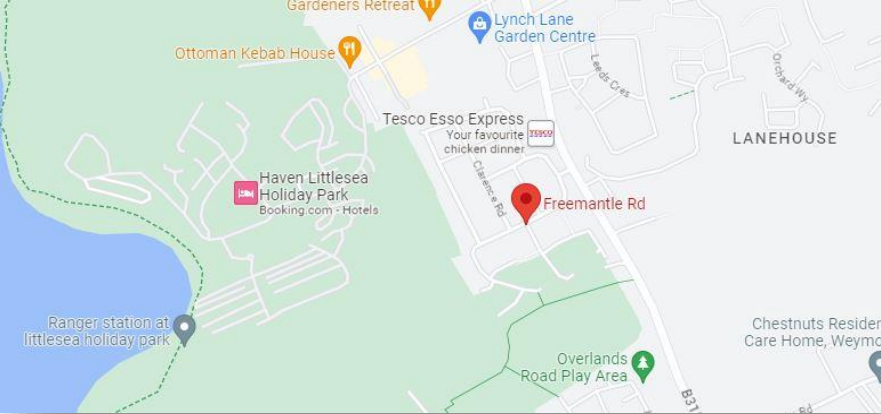 Gardeners Retreat
Lynch Lane
Garden Centre
Ottoman Kebab House
Leeds Cres
Orchard Wy
Tesco Esso Express
Your favourite
chicken dinner
TESCO
LANEHOUSE
Clarence Rd
Haven Littlesea
Holiday Park
Booking.com - Hotels
Freemantle Rd
Ranger station at
littlesea holiday park
Chestnuts Resider
Care Home, Weymo
Overlands
Road Play Area
B31